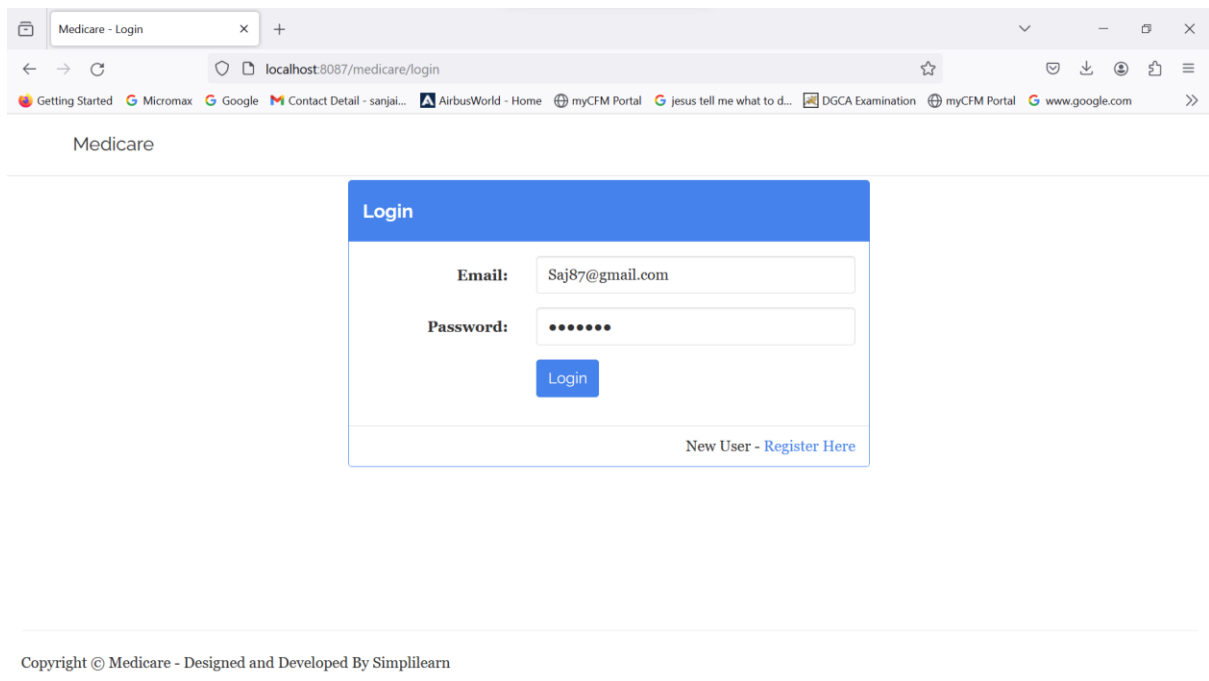 Medicare - Login
localhost:8087/medicare/login
Getting Started Micromax Google Contact Detail - sanjai... AirbusWorld - Home myCFM Portal jesus tell me what to d... DGCA Examination myCFM Portal www.google.com
Medicare
Login
Email: Saj87@gmail.com
Password: •••••••
Login
New User - Register Here
Copyright © Medicare - Designed and Developed By Simplilearn